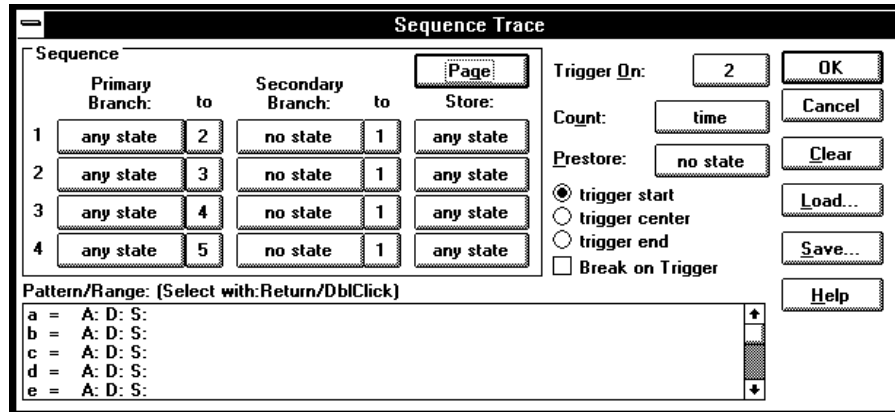 Sequence Trace
Sequence
Page
Primary Branch: to Secondary Branch: to Store:
1 any state 2 no state 1 any state
2 any state 3 no state 1 any state
3 any state 4 no state 1 any state
4 any state 5 no state 1 any state
Trigger On: 2
Count: time
Prestore: no state
trigger start
trigger center
trigger end
Break on Trigger
OK
Cancel
Clear
Load...
Save...
Help
Pattern/Range: (Select with:Return/DblClick)
a = A: D: S:
b = A: D: S:
c = A: D: S:
d = A: D: S:
e = A: D: S: